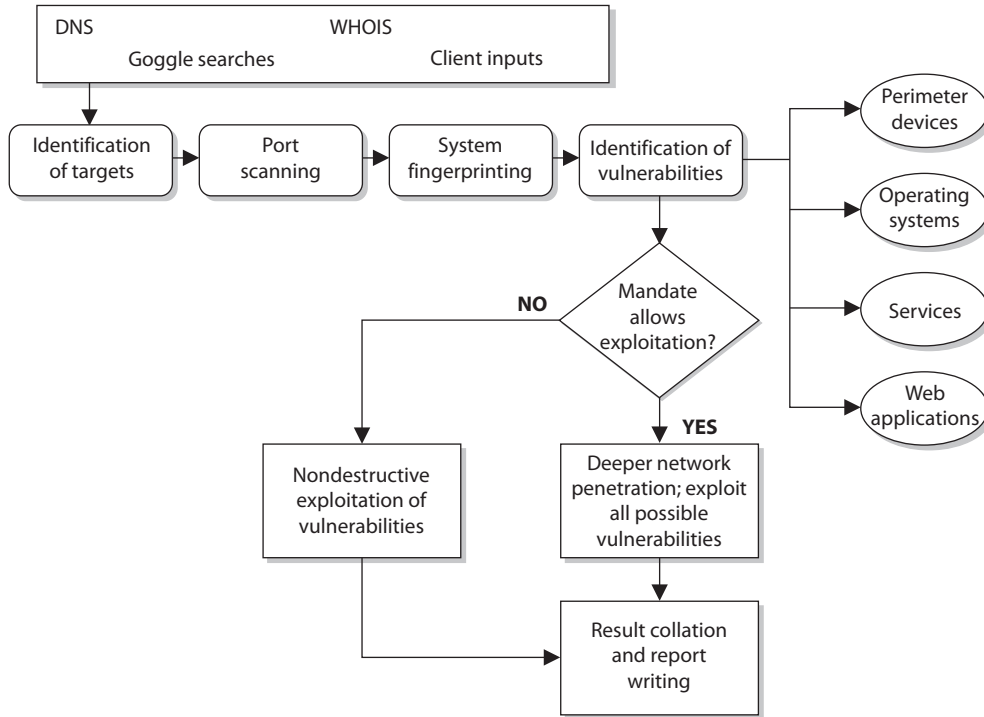 DNS
WHOIS
Goggle searches
Client inputs
Identification
of targets
Port
scanning
System
fingerprinting
Identification of
vulnerabilities
Perimeter
devices
Operating
systems
Services
Web
applications
Mandate
allows
exploitation?
NO
YES
Nondestructive
exploitation of
vulnerabilities
Deeper network
penetration; exploit
all possible
vulnerabilities
Result collation
and report
writing